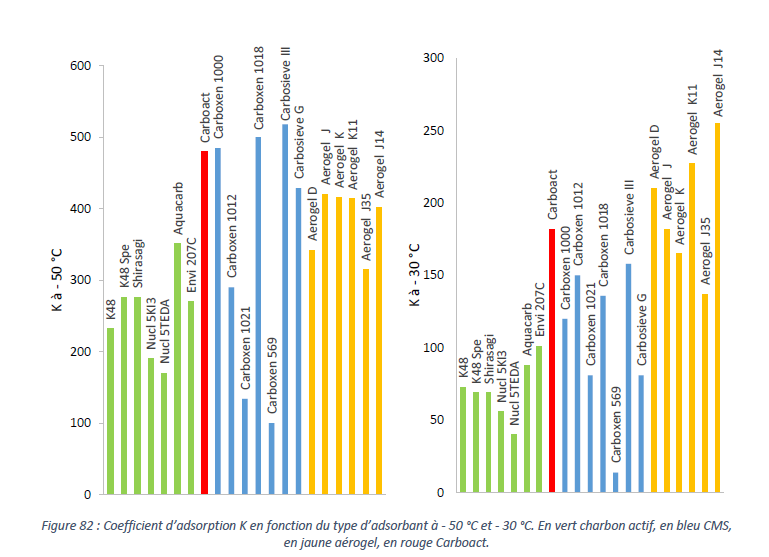 K à - 50 °C
600
500
400
300
200
100
0
K48
K48 Spe
Shirasagi
Nucl 5KI3
Nucl 5TEDA
Aquacarb
Envi 207C
Carboact
Carboxen 1000
Carboxen 1012
Carboxen 1021
Carboxen 1018
Carboxen 569
Carbosieve III
Carbosieve G
Aerogel D
Aerogel J
Aerogel K
Aerogel K11
Aerogel J35
Aerogel J14
K à - 30 °C
300
250
200
150
100
50
0
K48
K48 Spe
Shirasagi
Nucl 5KI3
Nucl 5TEDA
Aquacarb
Envi 207C
Carboact
Carboxen 1000
Carboxen 1012
Carboxen 1021
Carboxen 1018
Carboxen 569
Carbosieve III
Carbosieve G
Aerogel D
Aerogel J
Aerogel K
Aerogel K11
Aerogel J35
Aerogel J14
Figure 82 : Coefficient d'adsorption K en fonction du type d'adsorbant à - 50 °C et - 30 °C. En vert charbon actif, en bleu CMS,
en jaune aérogel, en rouge Carboact.